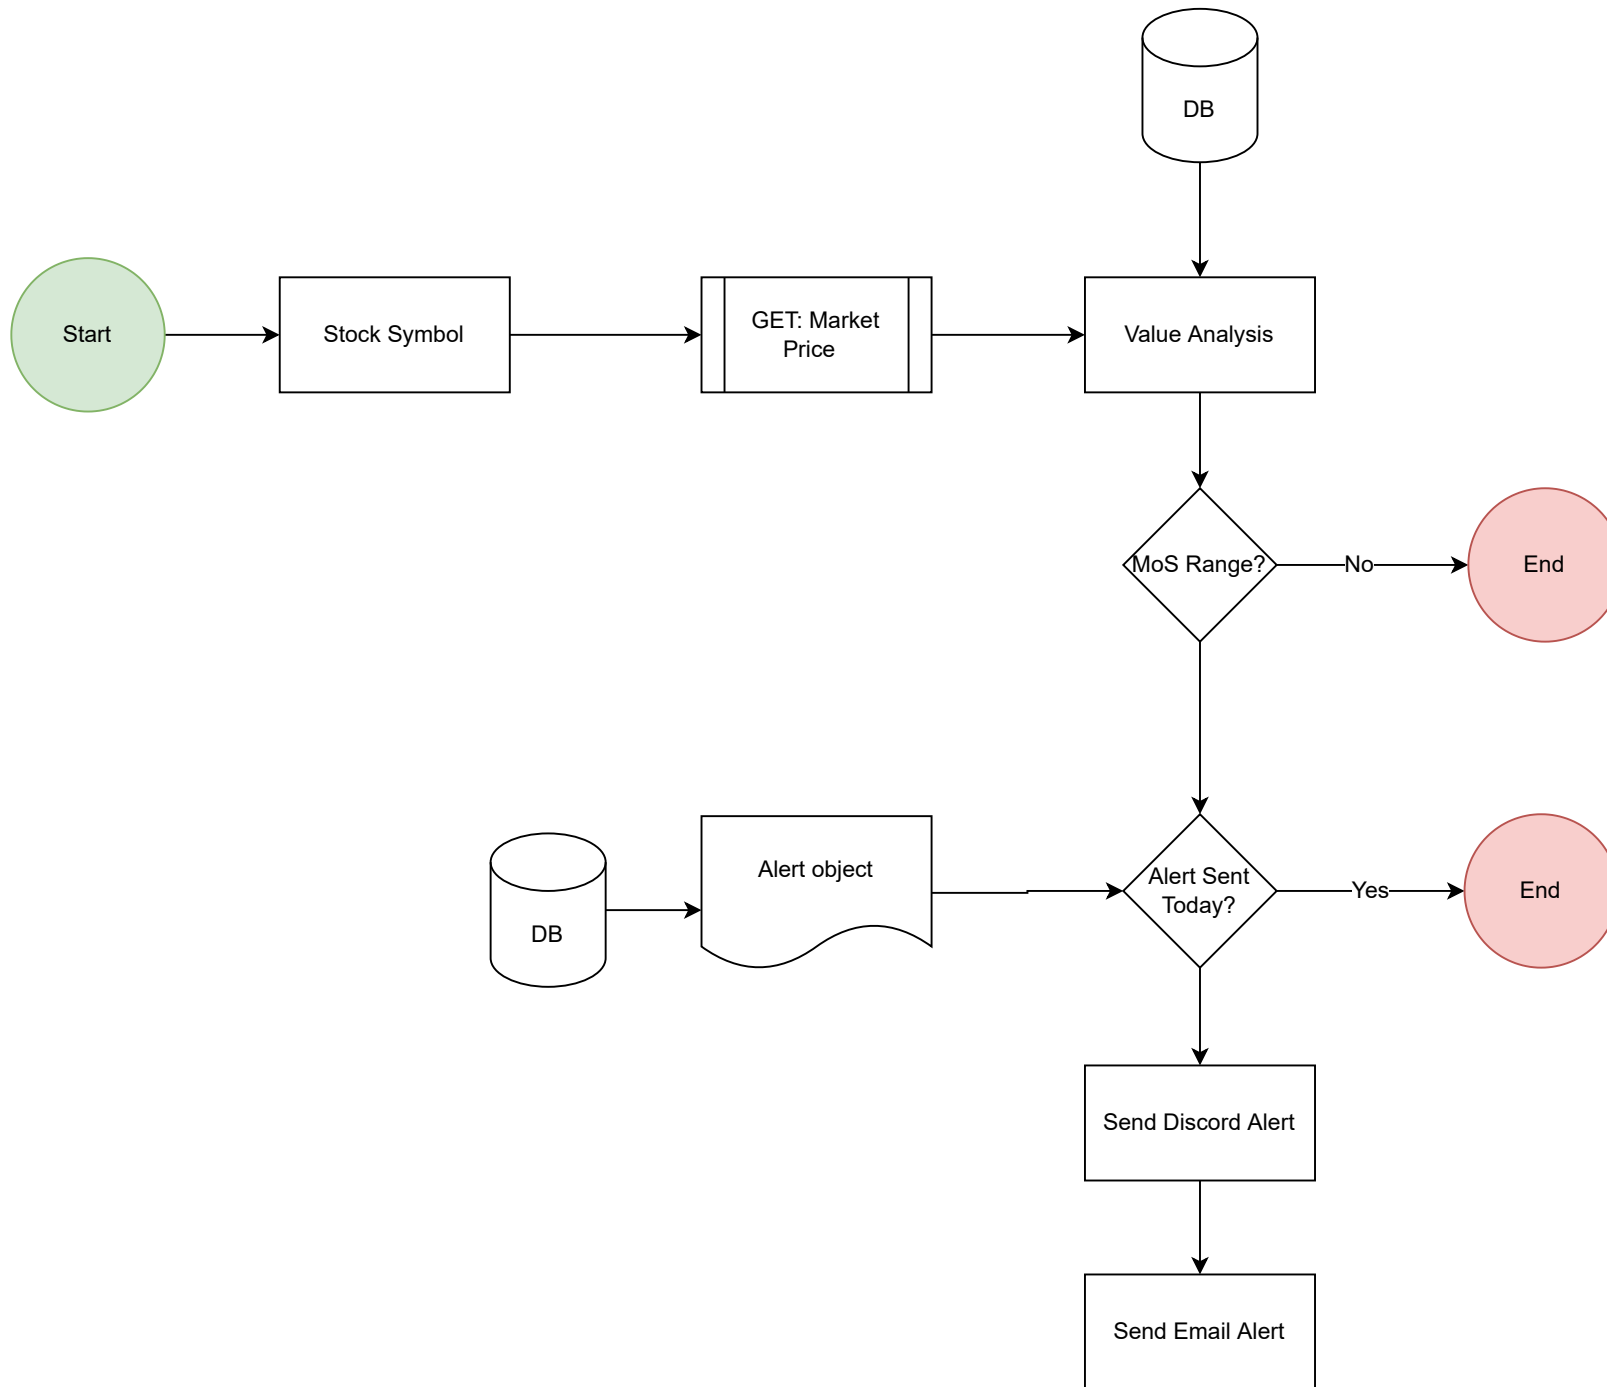 DB
Start
Stock Symbol
GET: Market
Price
Value Analysis
MoS Range?
No
End
Alert object
DB
Alert Sent
Today?
Yes
End
Send Discord Alert
Send Email Alert